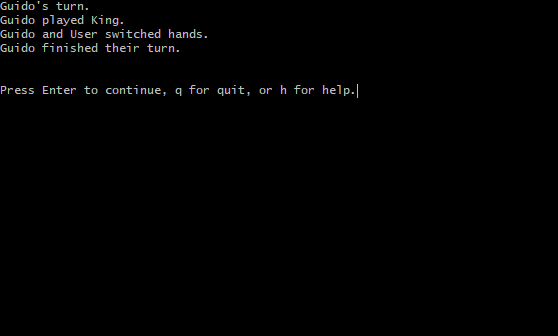 Guido's turn.
Guido played King.
Guido and User switched hands.
Guido finished their turn.
Press Enter to continue, q for quit, or h for help.